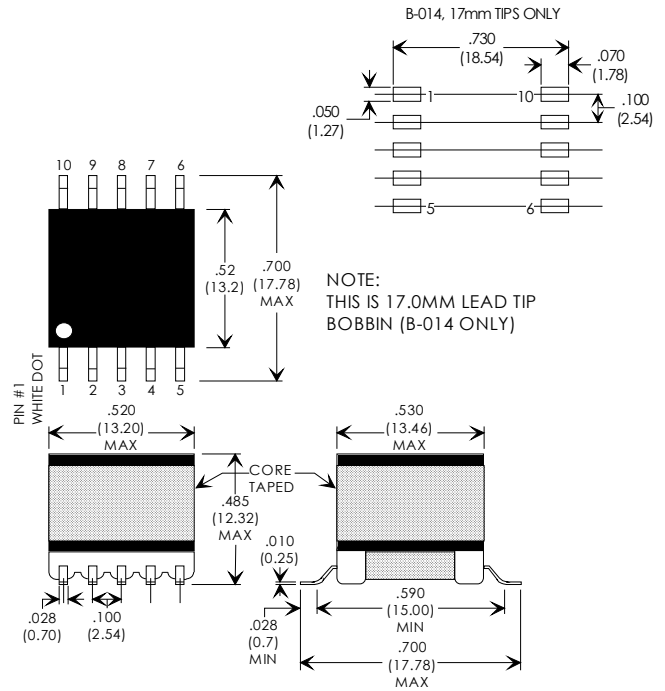 B-014, 17mm TIPS ONLY
.730
(18.54)
.070
(1.78)
.050
(1.27)
1
10
.100
(2.54)
5
6
10 9 8 7 6
.52
(13.2)
.700
(17.78)
MAX
NOTE:
THIS IS 17.0MM LEAD TIP
BOBBIN (B-014 ONLY)
PIN #1
WHITE DOT
1 2 3 4 5
.520
(13.20)
MAX
.530
(13.46)
MAX
CORE
TAPED
.485
(12.32)
MAX
.010
(0.25)
.028
(0.70)
.100
(2.54)
.028
(0.7)
MIN
.590
(15.00)
MIN
.700
(17.78)
MAX